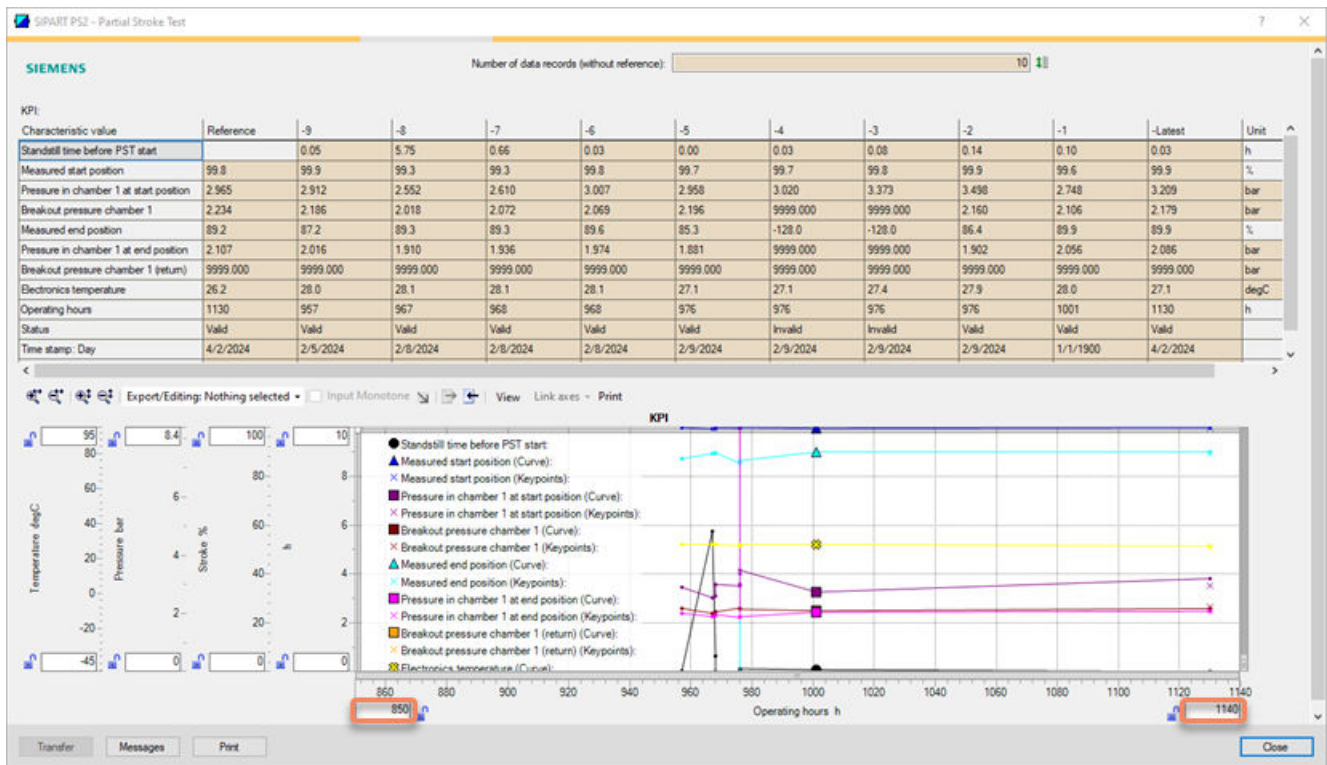 SIPART PS2 - Partial Stroke Test ?
SIEMENS
Number of data records (without reference): 10
KPI:
Characteristic value Reference -9 -8 -7 -6 -5 -4 -3 -2 -1 -Latest Unit
Standstill time before PST start 0.05 5.75 0.66 0.03 0.00 0.03 0.08 0.14 0.10 0.03 h
Measured start position 99.8 99.9 99.3 99.3 99.8 99.7 99.7 99.8 99.9 99.6 99.9 %
Pressure in chamber 1 at start position 2.965 2.912 2.552 2.610 3.007 2.958 3.020 3.373 3.498 2.748 3.209 bar
Breakout pressure chamber 1 2.234 2.186 2.018 2.072 2.069 2.196 9999.000 9999.000 2.160 2.106 2.179 bar
Measured end position 89.2 87.2 89.3 89.3 89.6 85.3 -128.0 -128.0 86.4 89.9 89.9 %
Pressure in chamber 1 at end position 2.107 2.016 1.910 1.936 1.974 1.881 9999.000 9999.000 1.902 2.056 2.086 bar
Breakout pressure chamber 1 (return) 9999.000 9999.000 9999.000 9999.000 9999.000 9999.000 9999.000 9999.000 9999.000 9999.000 9999.000 bar
Electronics temperature 26.2 28.0 28.1 28.1 28.1 27.1 27.1 27.4 27.9 28.0 27.1 degC
Operating hours 1130 957 967 968 968 976 976 976 976 1001 1130 h
Status Valid Valid Valid Valid Valid Valid Invalid Invalid Valid Valid Valid
Time stamp: Day 4/2/2024 2/5/2024 2/8/2024 2/8/2024 2/8/2024 2/9/2024 2/9/2024 2/9/2024 2/9/2024 1/1/1900 4/2/2024
Export/Editing: Nothing selected Input Monotone View Link axes Print
KPI
95 8.4 100 10
80 60 40 20 0 -20
Temperature degC
6 4 2
Pressure bar
80 60 40 20
Stroke %
8 6 4 2
h
-45 0 0 0
Standstill time before PST start:
Measured start position (Curve):
Measured start position (Keypoints):
Pressure in chamber 1 at start position (Curve):
Pressure in chamber 1 at start position (Keypoints):
Breakout pressure chamber 1 (Curve):
Breakout pressure chamber 1 (Keypoints):
Measured end position (Curve):
Measured end position (Keypoints):
Pressure in chamber 1 at end position (Curve):
Pressure in chamber 1 at end position (Keypoints):
Breakout pressure chamber 1 (return) (Curve):
Breakout pressure chamber 1 (return) (Keypoints):
Electronics temperature (Curve):
860 880 900 920 940 960 980 1000 1020 1040 1060 1080 1100 1120 1140
850 Operating hours h 1140
Transfer Messages Print Close